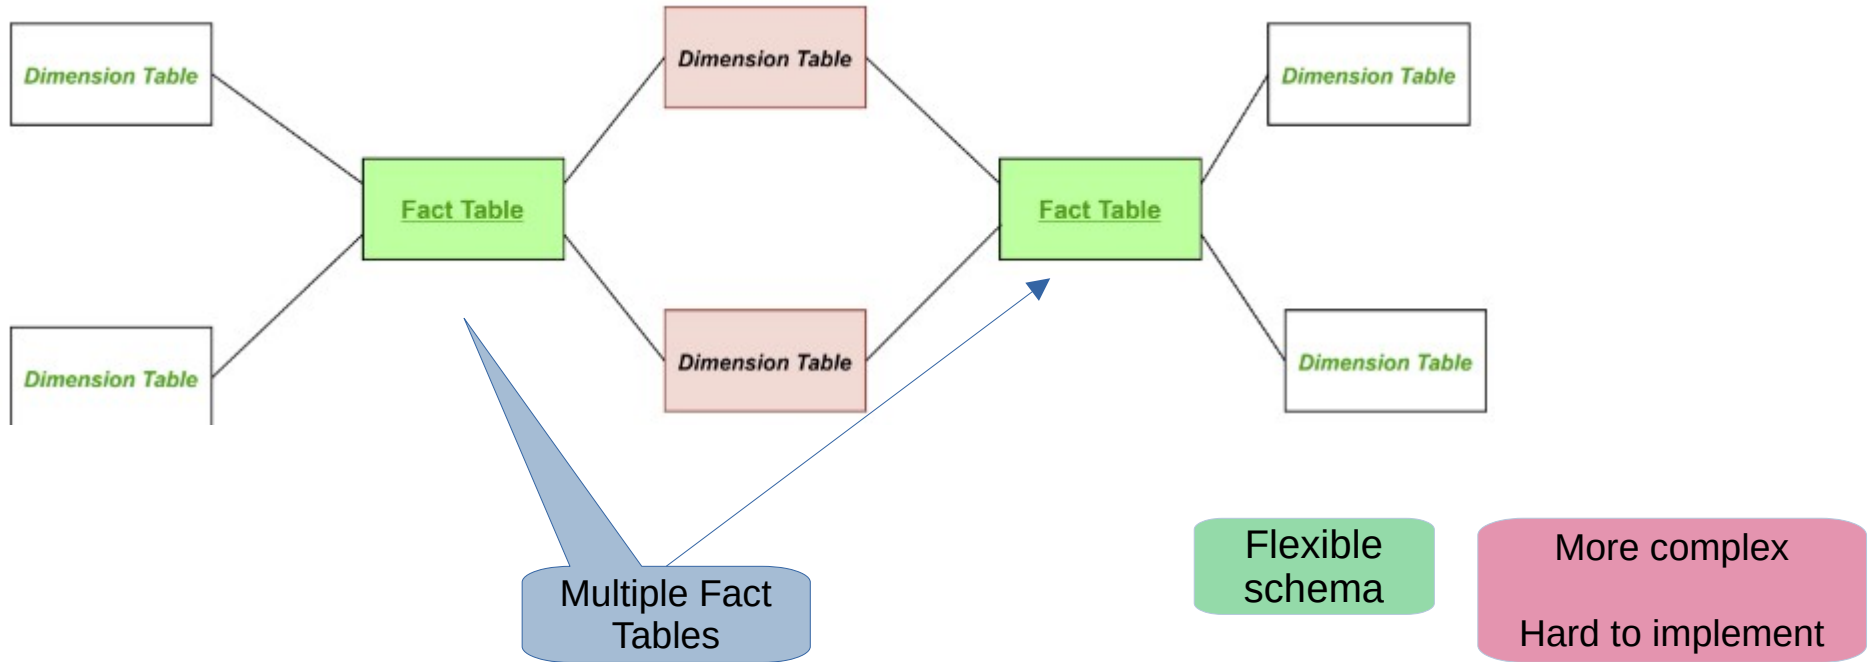 Dimension Table
Dimension Table
Dimension Table
Fact Table
Fact Table
Dimension Table
Dimension Table
Dimension Table
Multiple Fact
Tables
Flexible
schema
More complex
Hard to implement